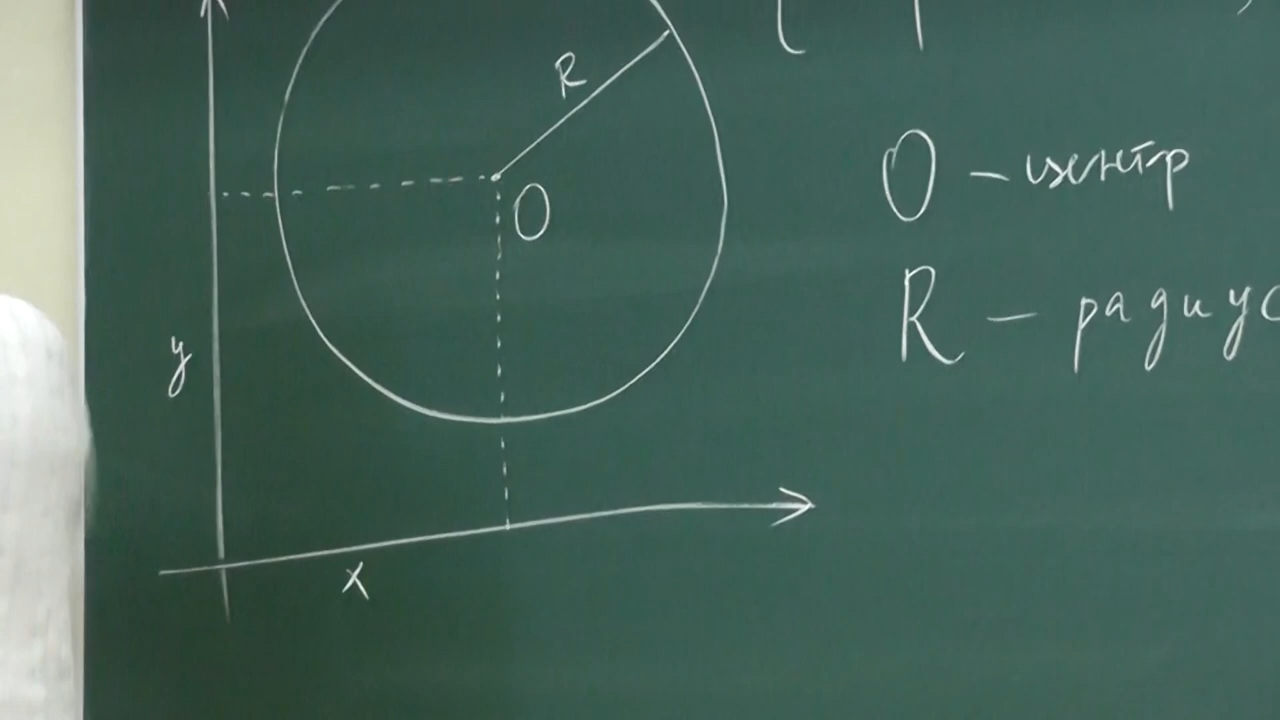 R
O
y
x
O – центр
R – радиус